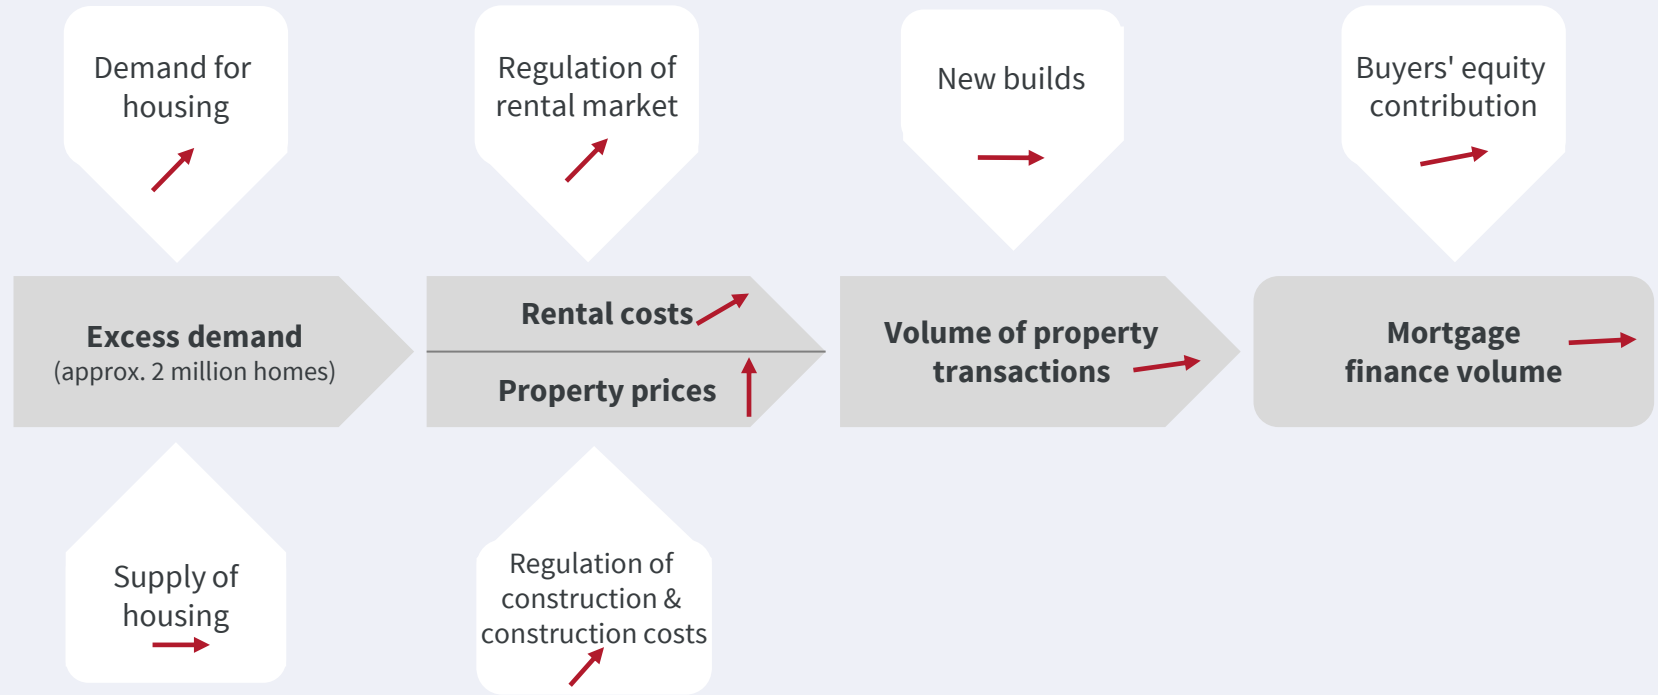 Demand for
housing
Regulation of
rental market
New builds
Buyers' equity
contribution
Excess demand
(approx. 2 million homes)
Rental costs
Property prices
Volume of property
transactions
Mortgage
finance volume
Supply of
housing
Regulation of
construction &
construction costs